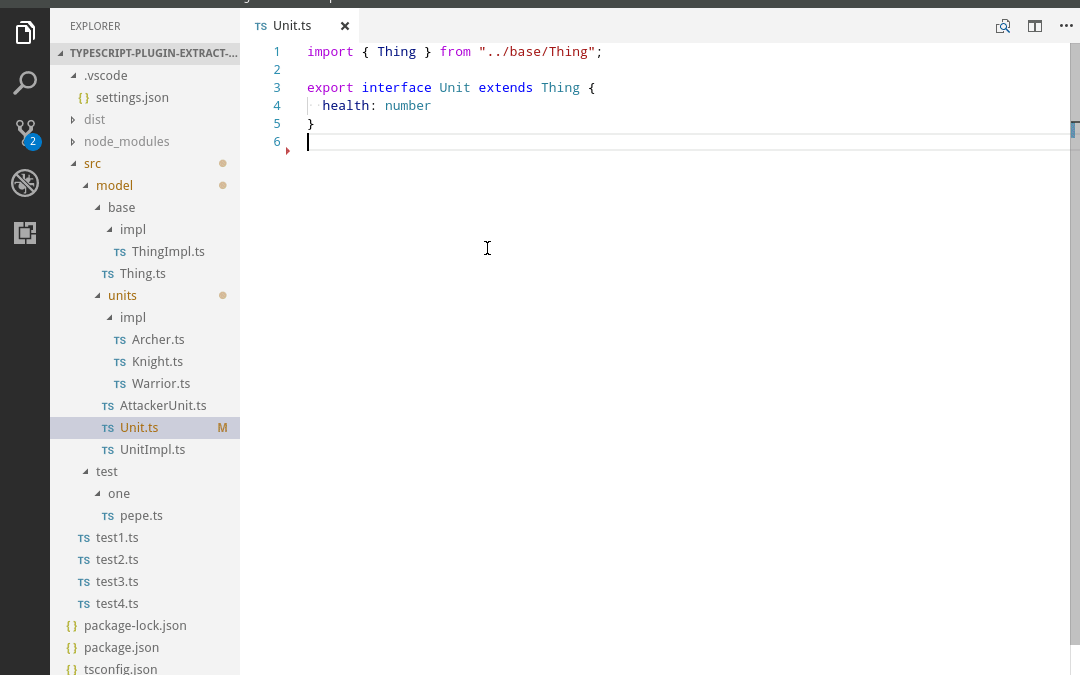 EXPLORER
TYPESCRIPT-PLUGIN-EXTRACT-...
.vscode
{} settings.json
dist
node_modules
src
model
base
impl
TS ThingImpl.ts
TS Thing.ts
units
impl
TS Archer.ts
TS Knight.ts
TS Warrior.ts
TS AttackerUnit.ts
TS Unit.ts M
TS UnitImpl.ts
test
one
TS pepe.ts
TS test1.ts
TS test2.ts
TS test3.ts
TS test4.ts
{} package-lock.json
{} package.json
{} tsconfig.json
2
TS Unit.ts
1 import { Thing } from "../base/Thing";
2
3 export interface Unit extends Thing {
4 health: number
5 }
6